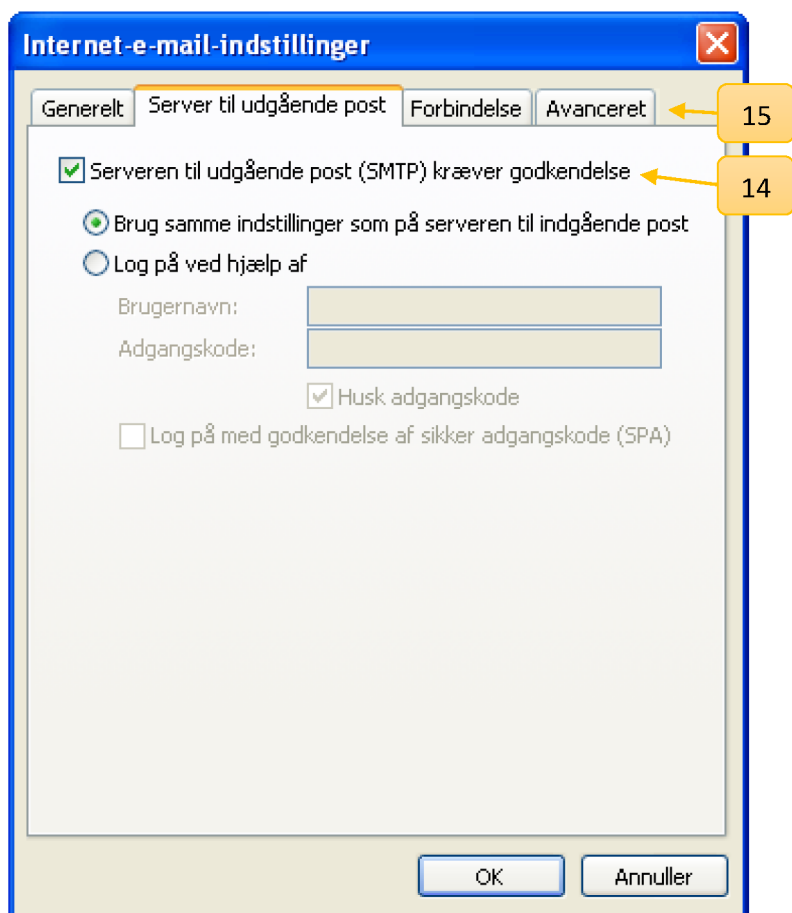 Internet-e-mail-indstillinger
Generelt Server til udgående post Forbindelse Avanceret 15
Serveren til udgående post (SMTP) kræver godkendelse 14
Brug samme indstillinger som på serveren til indgående post
Log på ved hjælp af
Brugernavn:
Adgangskode:
Husk adgangskode
Log på med godkendelse af sikker adgangskode (SPA)
OK Annuller